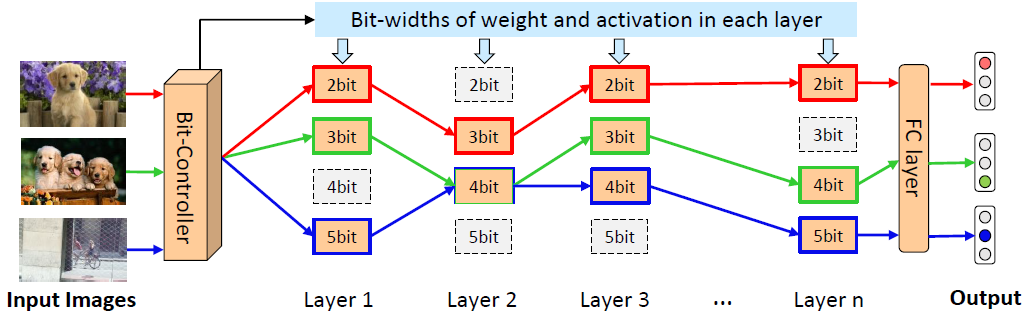 Bit-widths of weight and activation in each layer
Bit-Controller
2bit
3bit
4bit
5bit
2bit
3bit
4bit
5bit
2bit
3bit
4bit
5bit
2bit
3bit
4bit
5bit
FC layer
Input Images
Layer 1
Layer 2
Layer 3
...
Layer n
Output